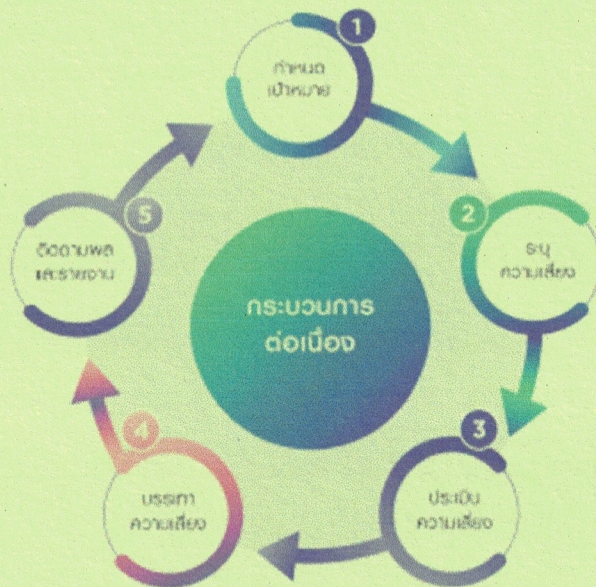 1
กำหนด
เป้าหมาย
2
ระบุ
ความเสี่ยง
3
ประเมิน
ความเสี่ยง
4
บรรเทา
ความเสี่ยง
5
ติดตามผล
และรายงาน
กระบวนการ
ต่อเนื่อง